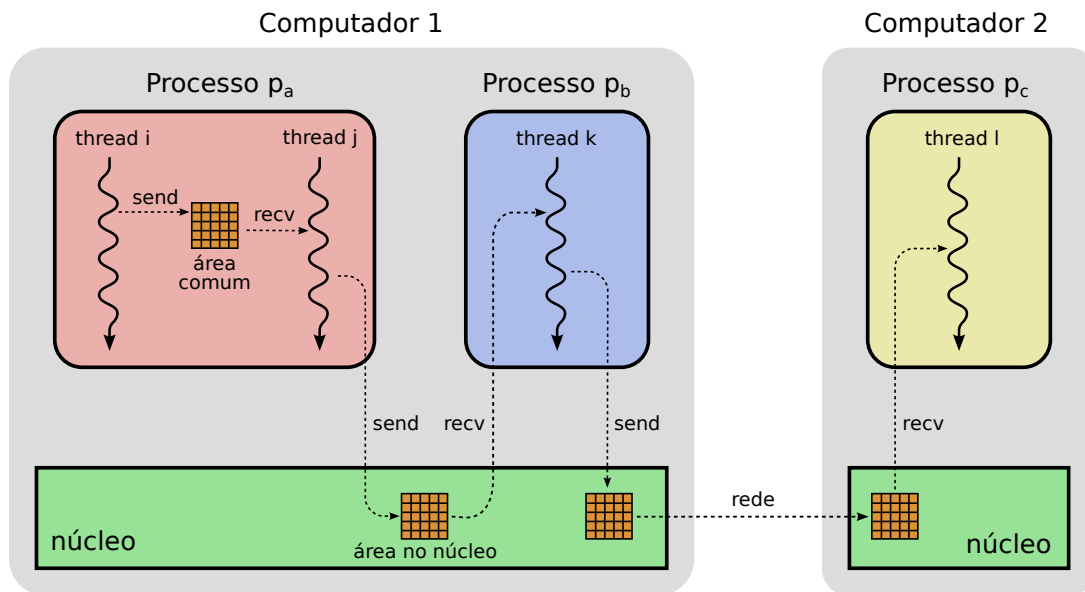 Computador 1
Computador 2
Processo pa
Processo pb
Processo pc
thread i
thread j
thread k
thread l
send
recv
área
comum
send
recv
send
recv
rede
núcleo
área no núcleo
núcleo